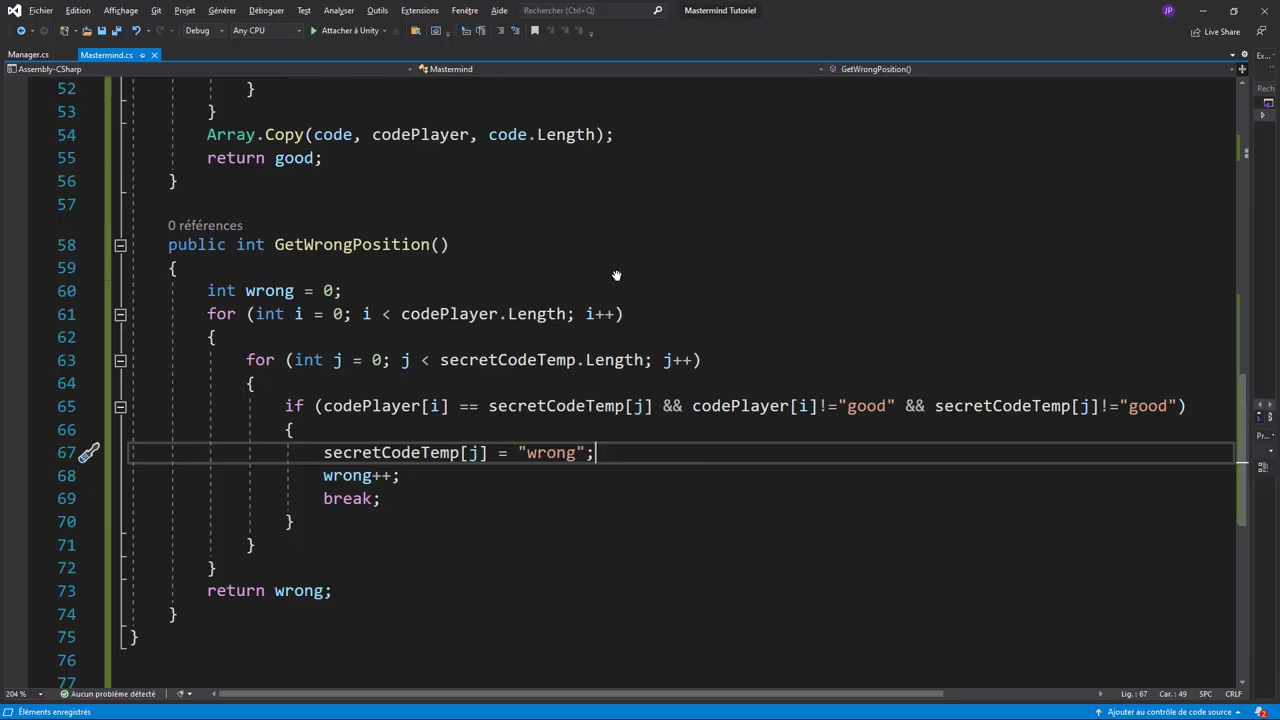 Fichier Edition Affichage Git Projet Générer Déboguer Test Analyser Outils Extensions Fenêtre Aide Rechercher (Ctrl+Q) Mastermind Tutoriel JP
Debug Any CPU Attacher à Unity Live Share
Manager.cs Mastermind.cs
Assembly-CSharp Mastermind GetWrongPosition()
52 }
53 }
54 Array.Copy(code, codePlayer, code.Length);
55 return good;
56 }
57
0 références
58 public int GetWrongPosition()
59 {
60 int wrong = 0;
61 for (int i = 0; i < codePlayer.Length; i++)
62 {
63 for (int j = 0; j < secretCodeTemp.Length; j++)
64 {
65 if (codePlayer[i] == secretCodeTemp[j] && codePlayer[i]!="good" && secretCodeTemp[j]!="good")
66 {
67 secretCodeTemp[j] = "wrong";
68 wrong++;
69 break;
70 }
71 }
72 }
73 return wrong;
74 }
75 }
76
77
204 % Aucun problème détecté Lig. : 67 Car. : 49 SPC CRLF
Éléments enregistrés Ajouter au contrôle de code source 2
Ex...
Rech
Pr...